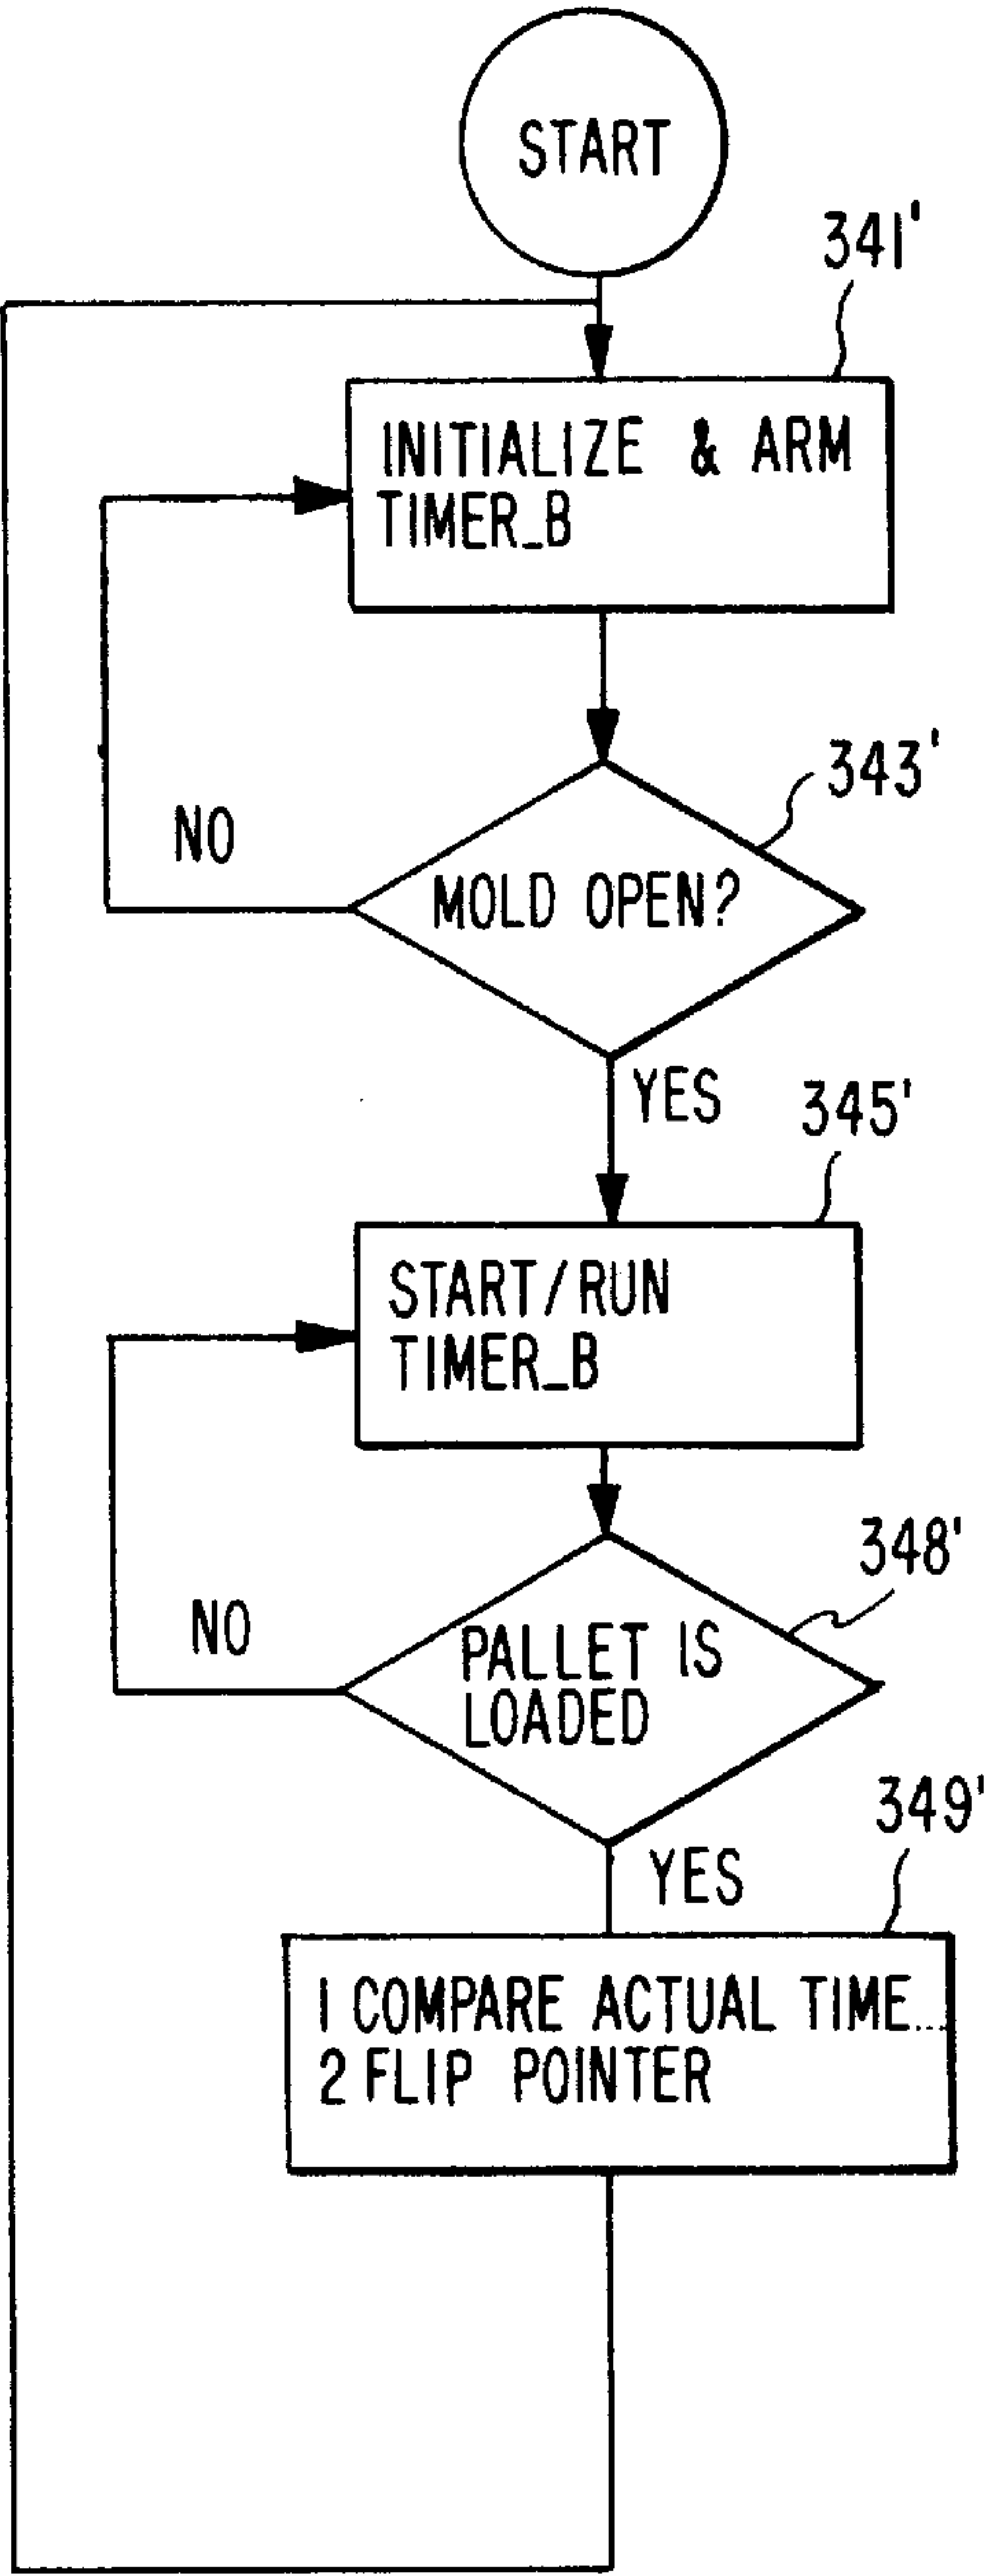 START
341'
INITIALIZE & ARM
TIMER_B
343'
NO
MOLD OPEN?
YES
345'
START/RUN
TIMER_B
348'
NO
PALLET IS
LOADED
349'
YES
1 COMPARE ACTUAL TIME...
2 FLIP POINTER